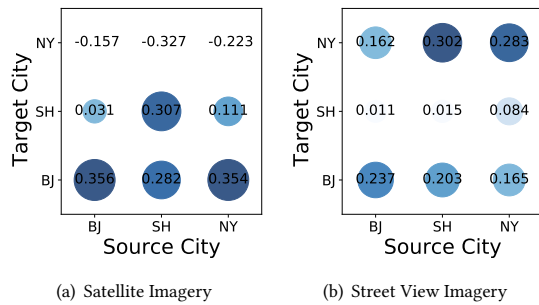 Target City
NY
SH
BJ
-0.157 -0.327 -0.223
0.031 0.307 0.111
0.356 0.282 0.354
BJ SH NY
Source City
(a) Satellite Imagery
Target City
NY
SH
BJ
0.162 0.302 0.283
0.011 0.015 0.084
0.237 0.203 0.165
BJ SH NY
Source City
(b) Street View Imagery